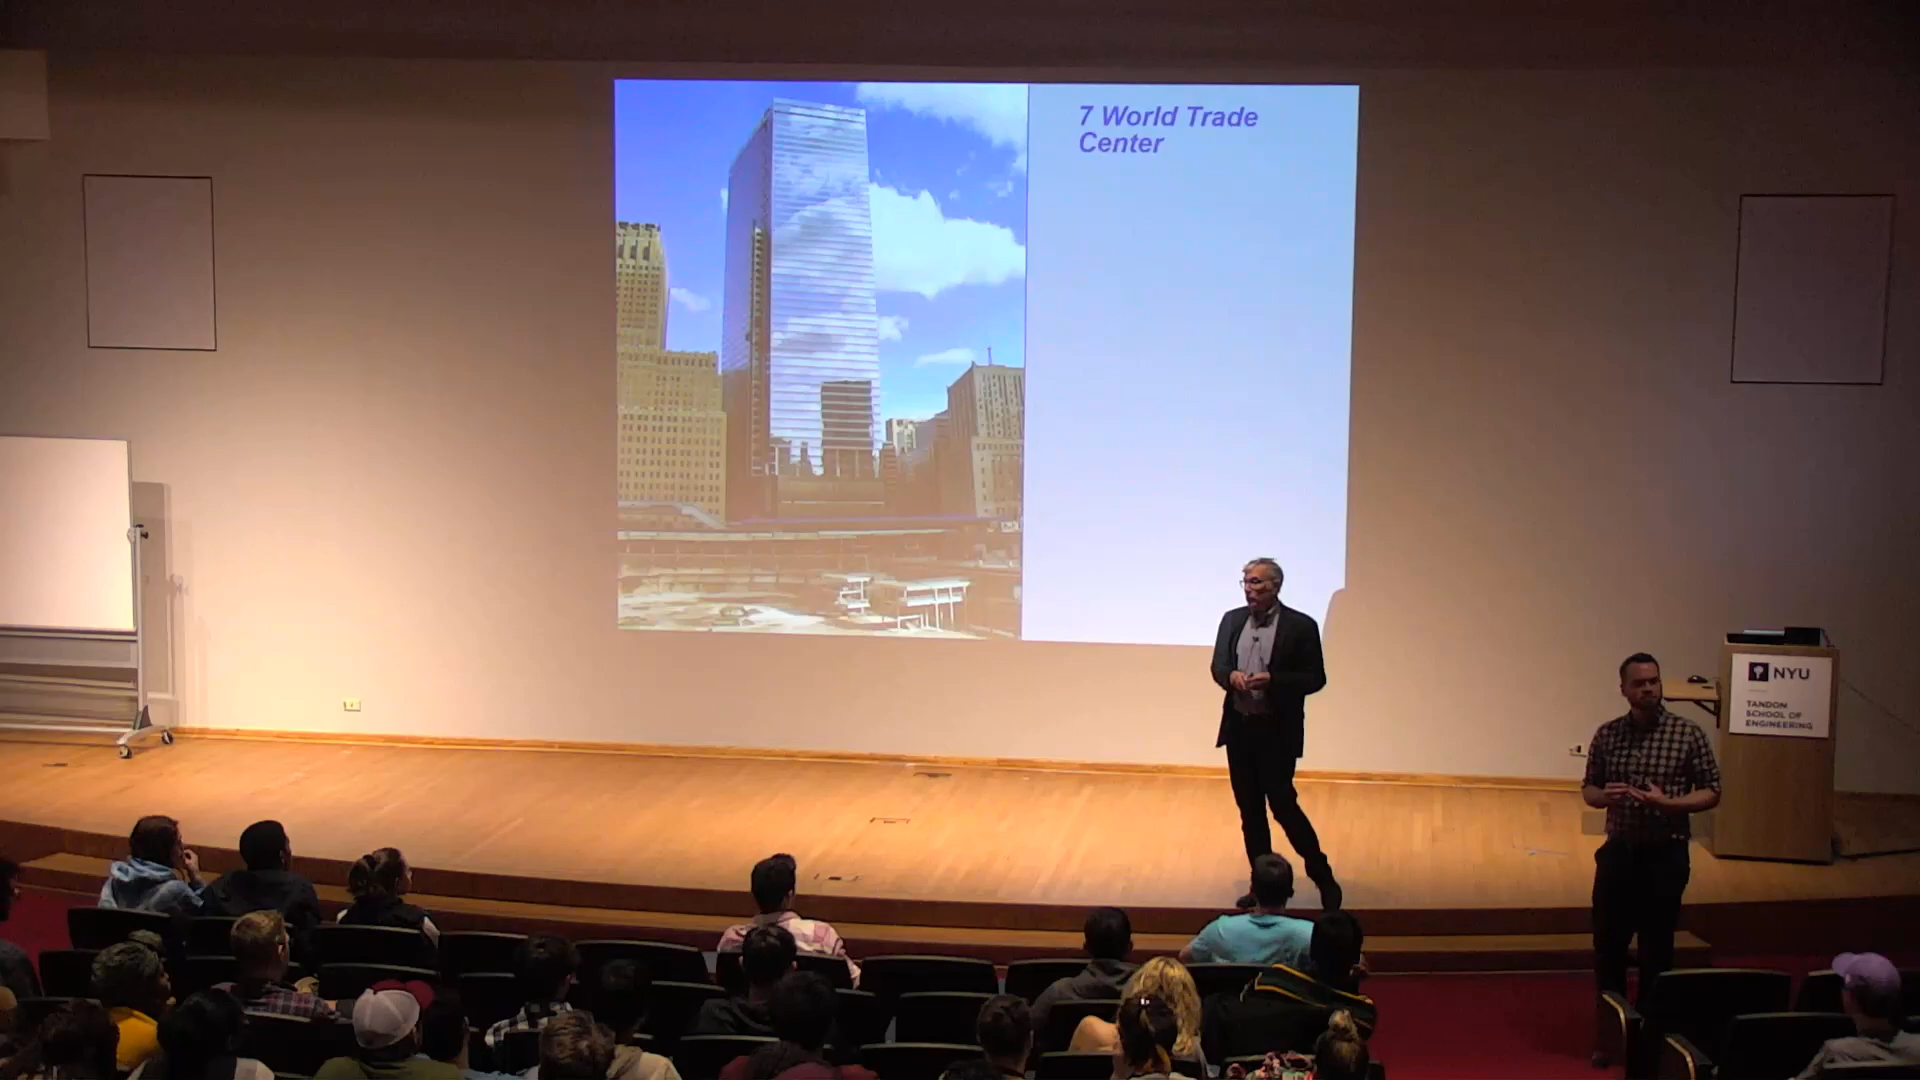 7 World Trade
Center
NYU
TANDON
SCHOOL OF
ENGINEERING